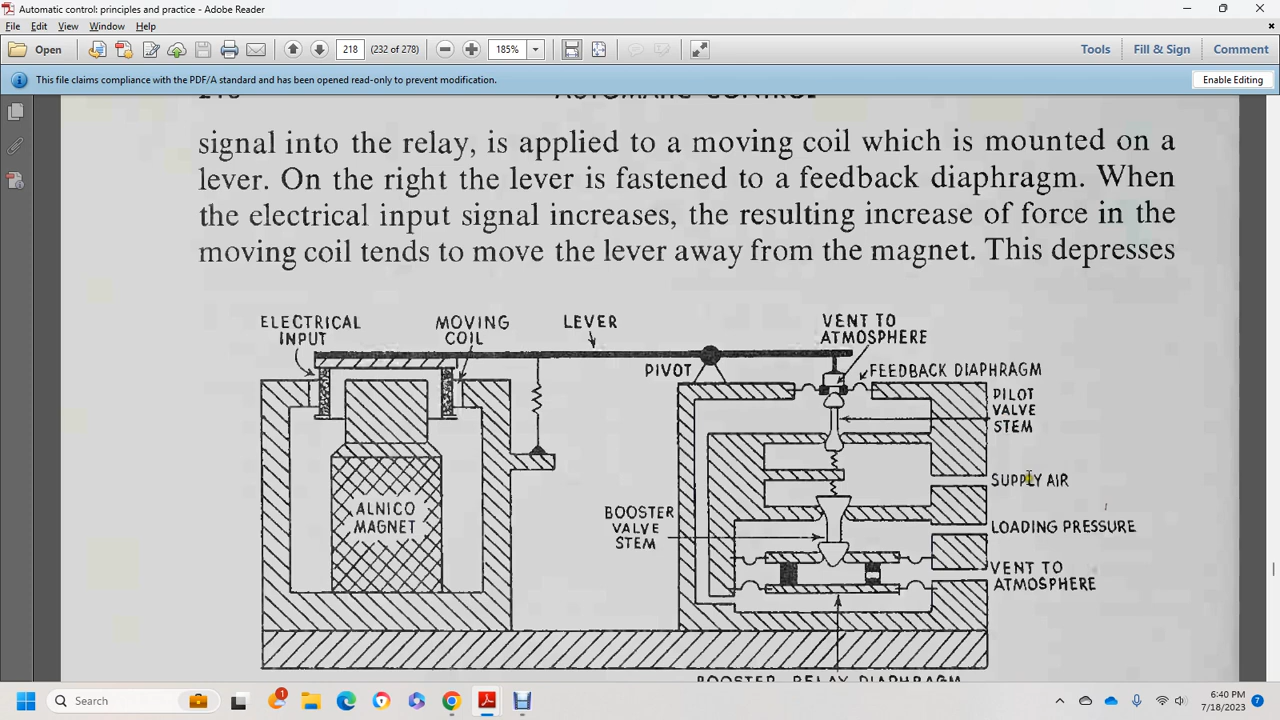 Automatic control: principles and practice - Adobe Reader
File Edit View Window Help
Open 218 (232 of 278) 185% Tools Fill & Sign Comment
This file claims compliance with the PDF/A standard and has been opened read-only to prevent modification. Enable Editing
signal into the relay, is applied to a moving coil which is mounted on a
lever. On the right the lever is fastened to a feedback diaphragm. When
the electrical input signal increases, the resulting increase of force in the
moving coil tends to move the lever away from the magnet. This depresses
ELECTRICAL
INPUT
MOVING
COIL
LEVER
VENT TO
ATMOSPHERE
PIVOT
FEEDBACK DIAPHRAGM
PILOT
VALVE
STEM
SUPPLY AIR
ALNICO
MAGNET
BOOSTER
VALVE
STEM
LOADING PRESSURE
VENT TO
ATMOSPHERE
BOOSTER RELAY DIAPHRAGM
Search
1
6:40 PM
7/18/2023
7